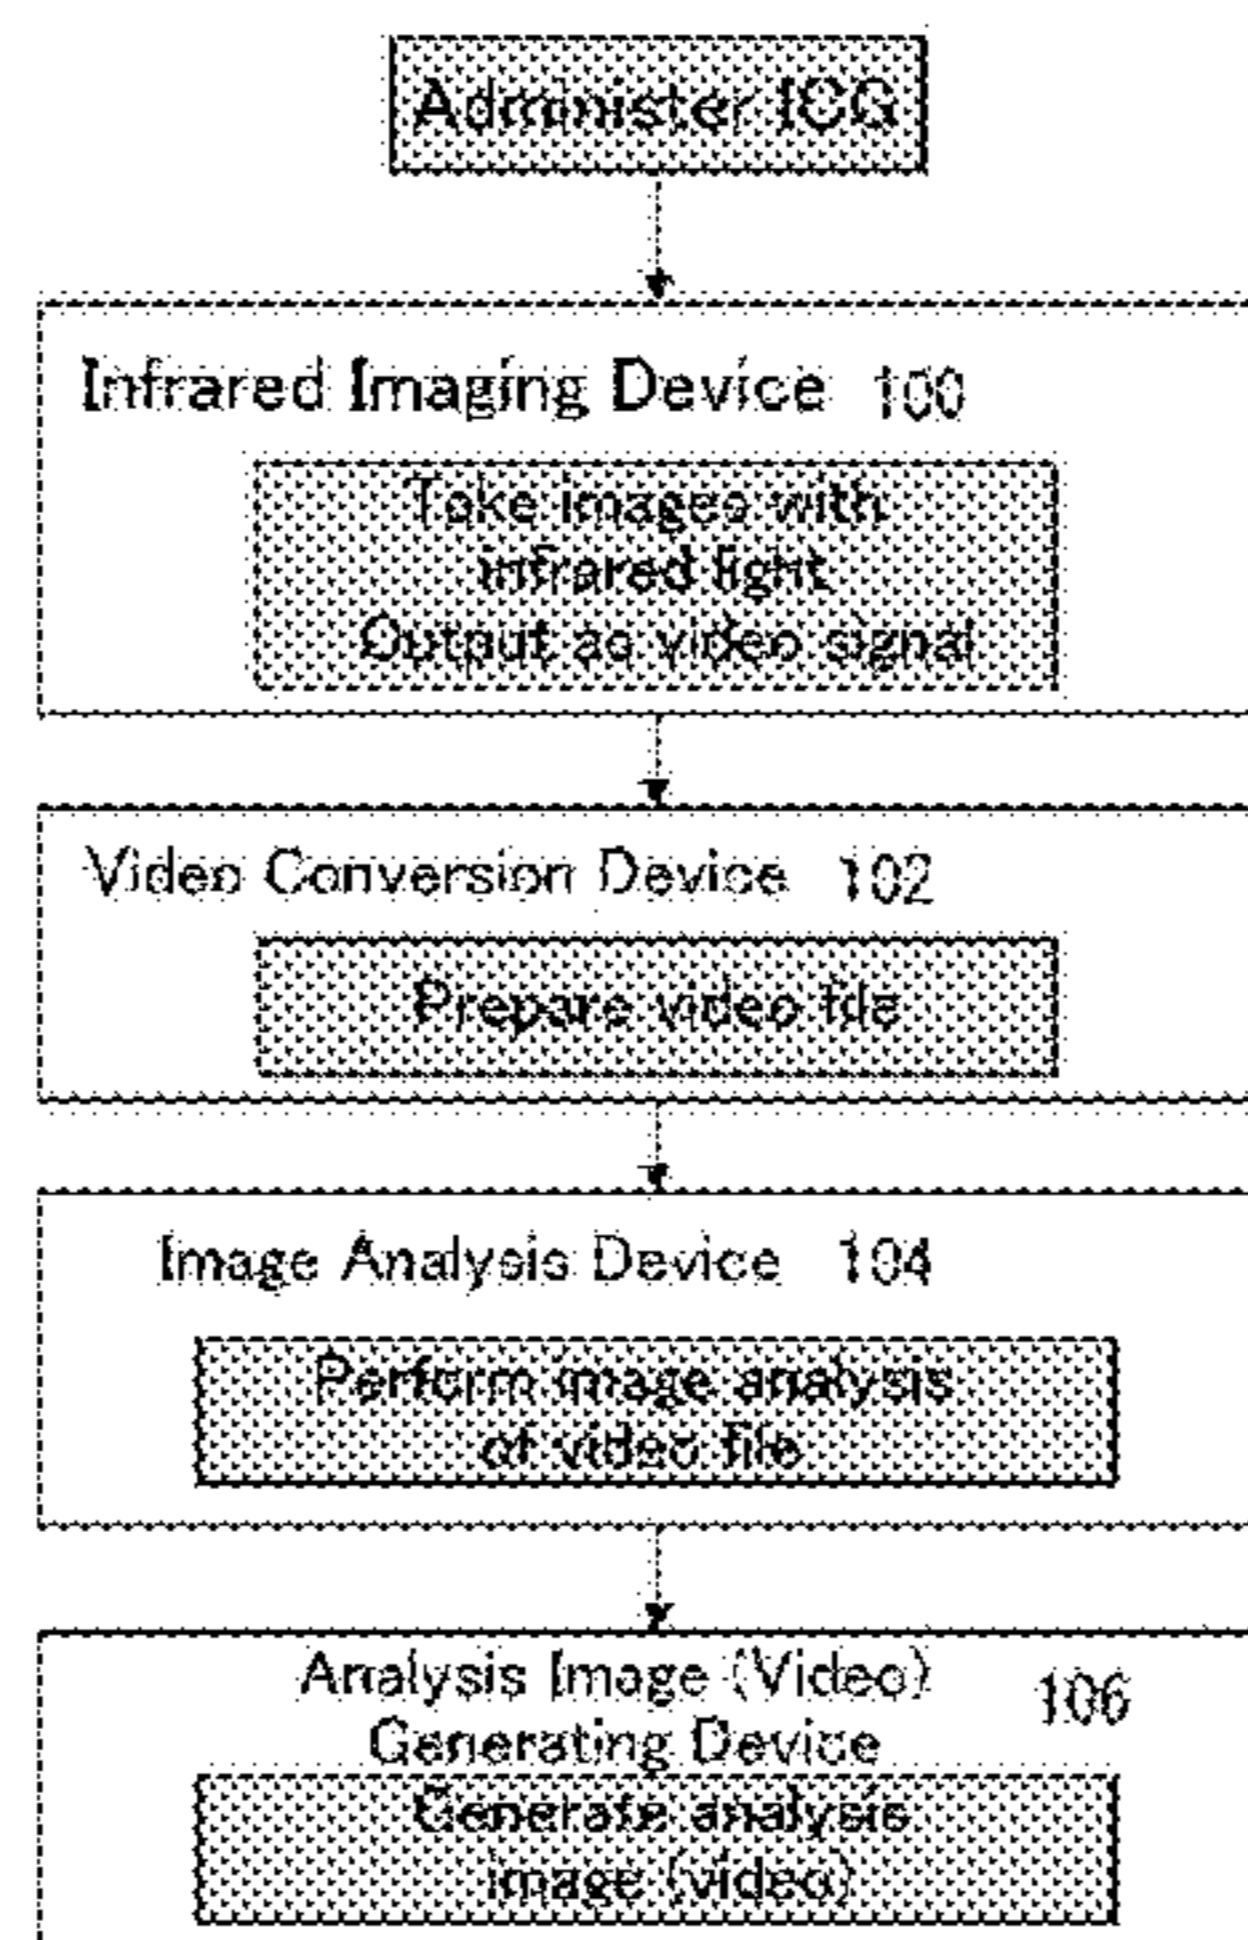 Administer ICG
Infrared Imaging Device 100
Take images with
infrared light
Output as video signal
Video Conversion Device 102
Prepare video file
Image Analysis Device 104
Perform image analysis
of video file
Analysis Image (Video) 106
Generating Device
Generate analysis
image (video)